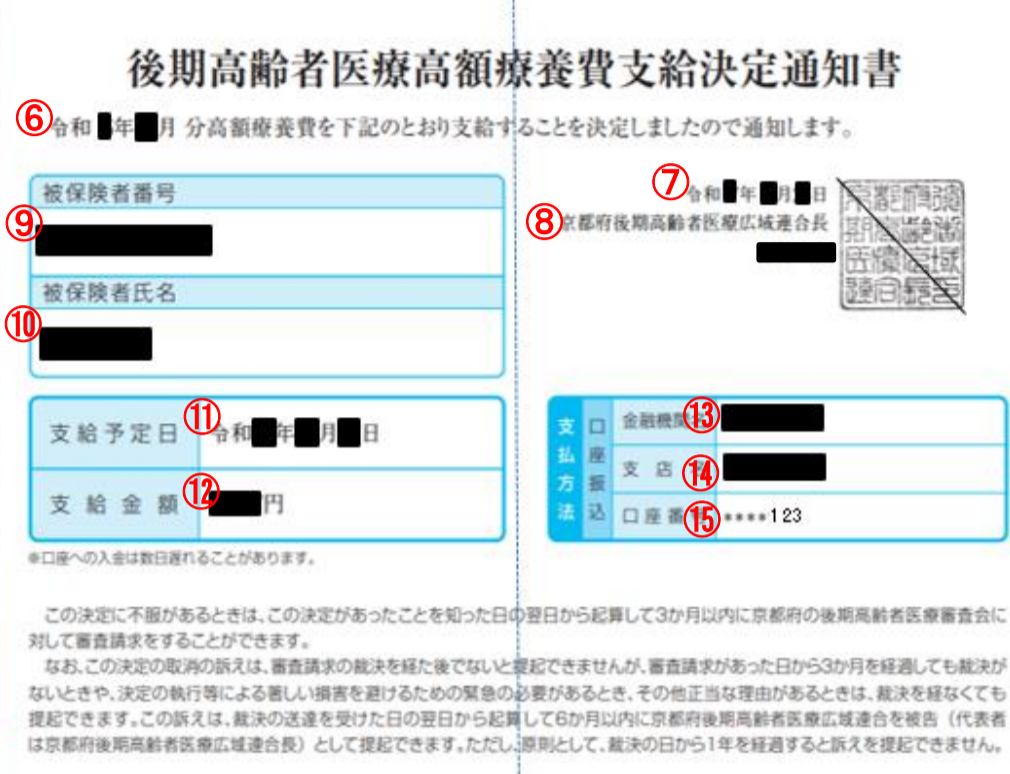 後期高齢者医療高額療養費支給決定通知書
⑥令和 年 月 分高額療養費を下記のとおり支給することを決定しましたので通知します。
⑦令和 年 月 日
⑧京都府後期高齢者医療広域連合長
被保険者番号
⑨
被保険者氏名
⑩
支給予定日 ⑪令和 年 月 日
支給金額 ⑫ 円
支払方法
口座振込
金融機関 ⑬
支店 ⑭
口座番 ⑮ ****123
※口座への入金は数日遅れることがあります。
この決定に不服があるときは、この決定があったことを知った日の翌日から起算して3か月以内に京都府の後期高齢者医療審査会に
対して審査請求をすることができます。
なお、この決定の取消の訴えは、審査請求の裁決を経た後でないと提起できませんが、審査請求があった日から3か月を経過しても裁決が
ないときや、決定の執行等による著しい損害を避けるための緊急の必要があるとき、その他正当な理由があるときは、裁決を経なくても
提起できます。この訴えは、裁決の送達を受けた日の翌日から起算して6か月以内に京都府後期高齢者医療広域連合を被告（代表者
は京都府後期高齢者医療広域連合長）として提起できます。ただし、原則として、裁決の日から1年を経過すると訴えを提起できません。